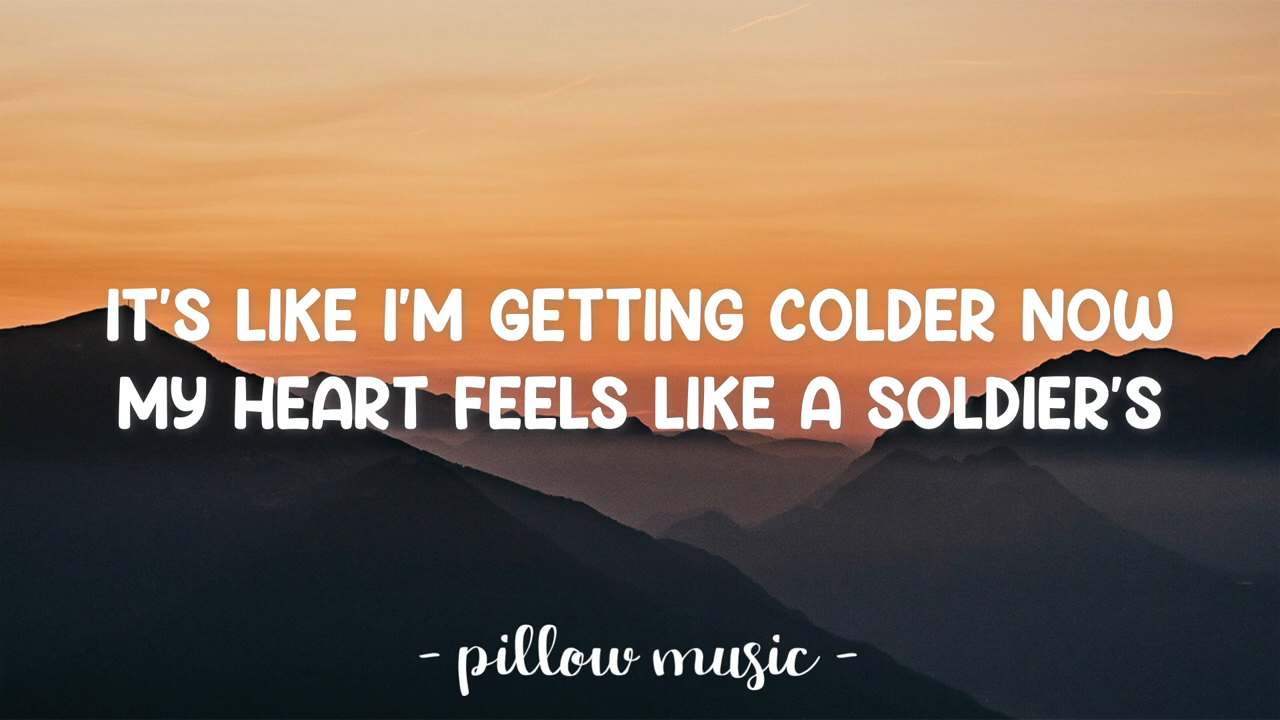 IT'S LIKE I'M GETTING COLDER NOW
MY HEART FEELS LIKE A SOLDIER'S
- pillow music -